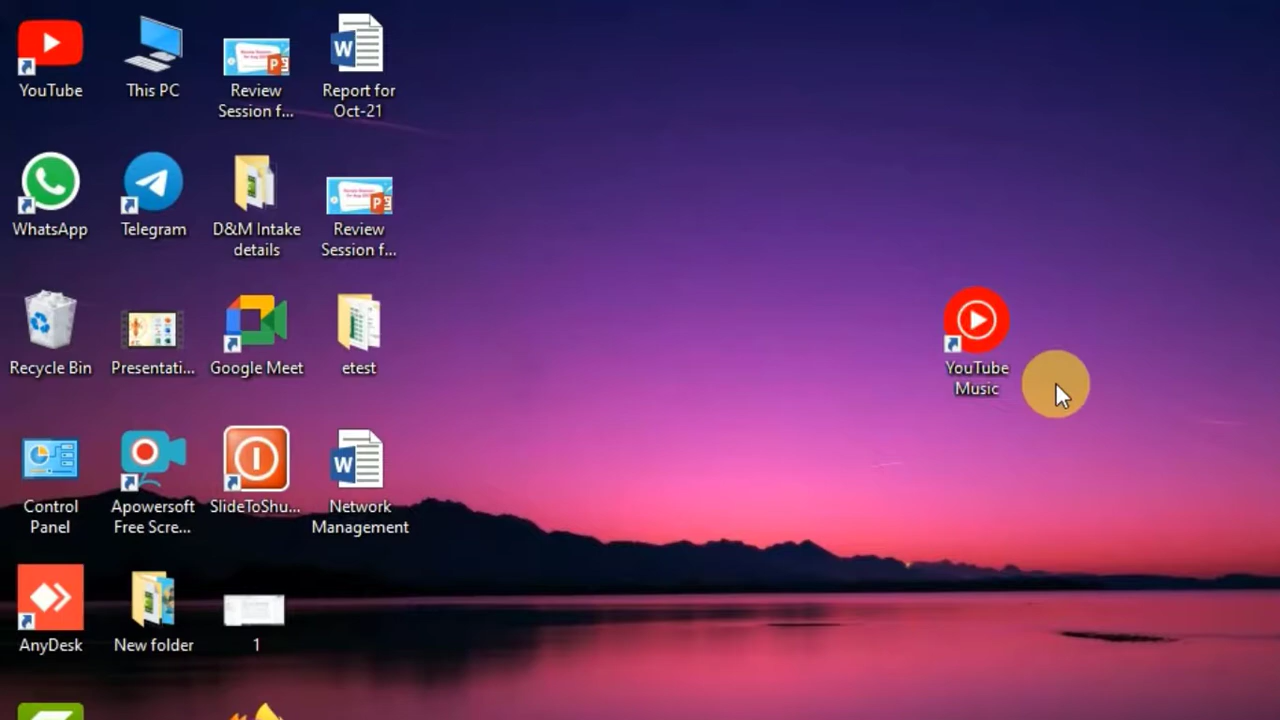 YouTube
This PC
Review
Session f...
Report for
Oct-21
WhatsApp
Telegram
D&M Intake
details
Review
Session f...
Recycle Bin
Presentati...
Google Meet
etest
YouTube
Music
Control
Panel
Apowersoft
Free Scre...
SlideToShu...
Network
Management
AnyDesk
New folder
1